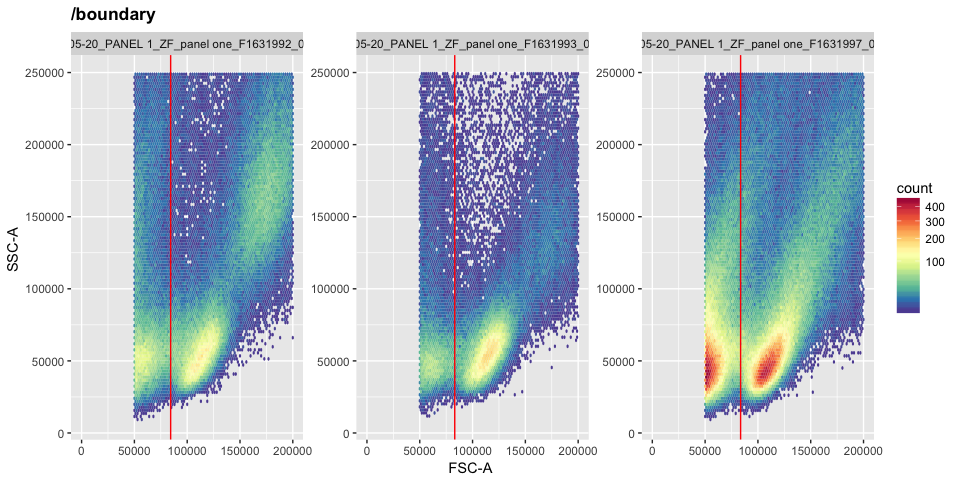 /boundary
05-20_PANEL 1_ZF_panel one_F1631992_0
05-20_PANEL 1_ZF_panel one_F1631993_0
05-20_PANEL 1_ZF_panel one_F1631997_0
250000
200000
150000
100000
50000
0
250000
200000
150000
100000
50000
0
250000
200000
150000
100000
50000
0
SSC-A
0 50000 100000 150000 200000
0 50000 100000 150000 200000
0 50000 100000 150000 200000
FSC-A
count
400
300
200
100